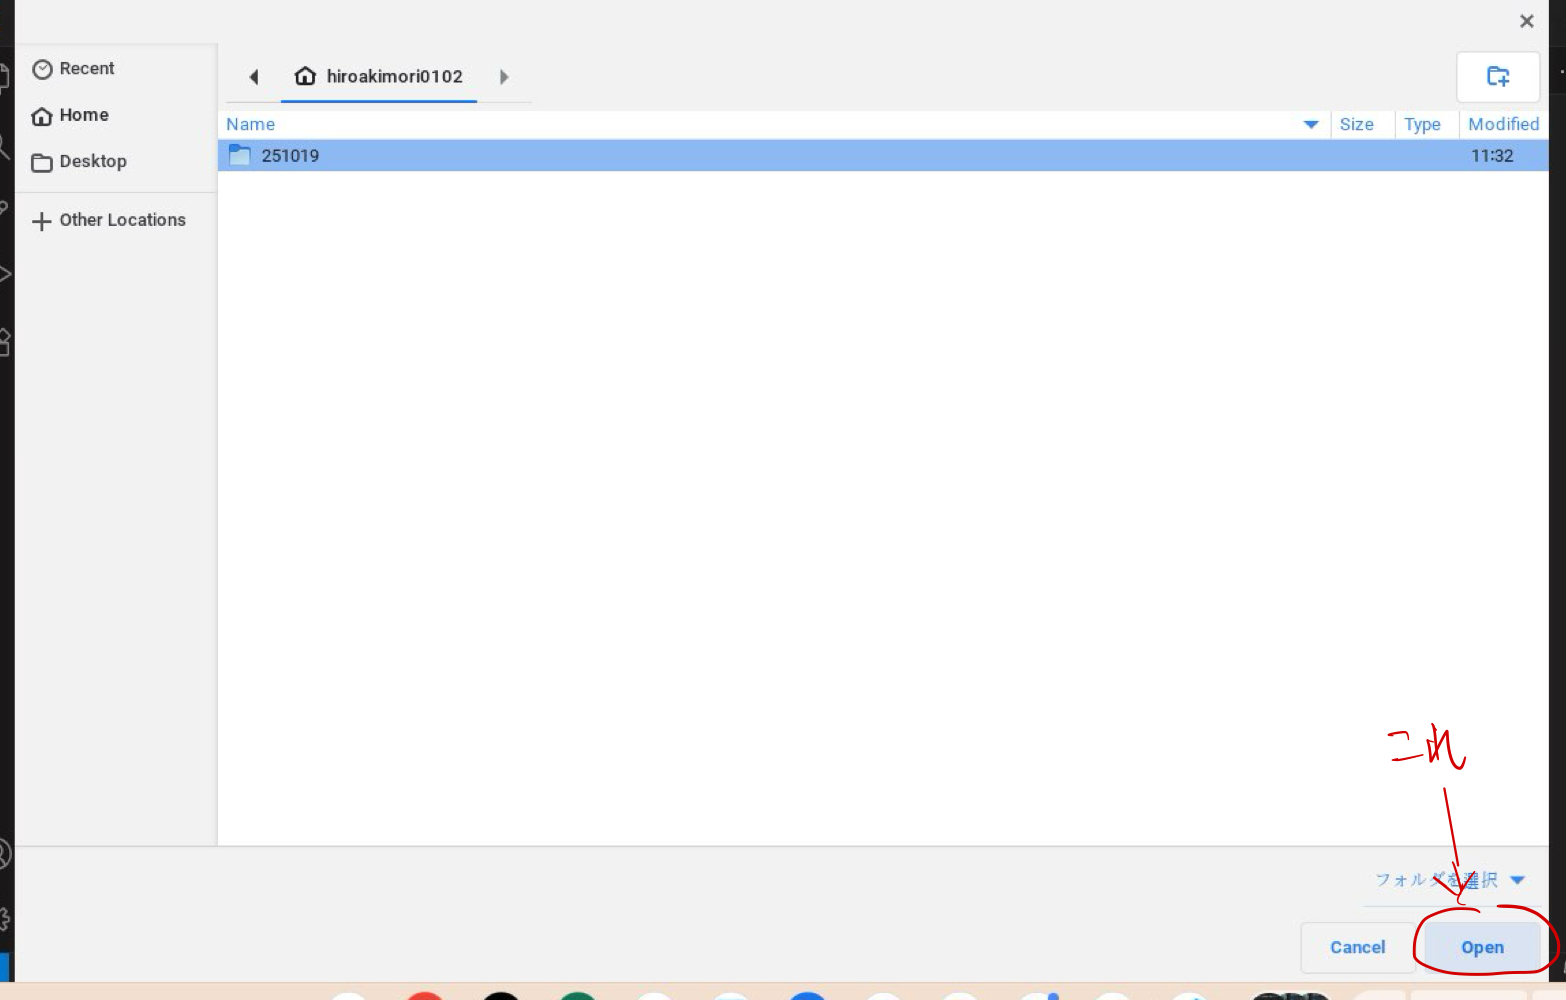 Recent
Home
Desktop
Other Locations
hiroakimori0102
Name Size Type Modified
251019 11:32
これ
フォルダを選択
Cancel Open